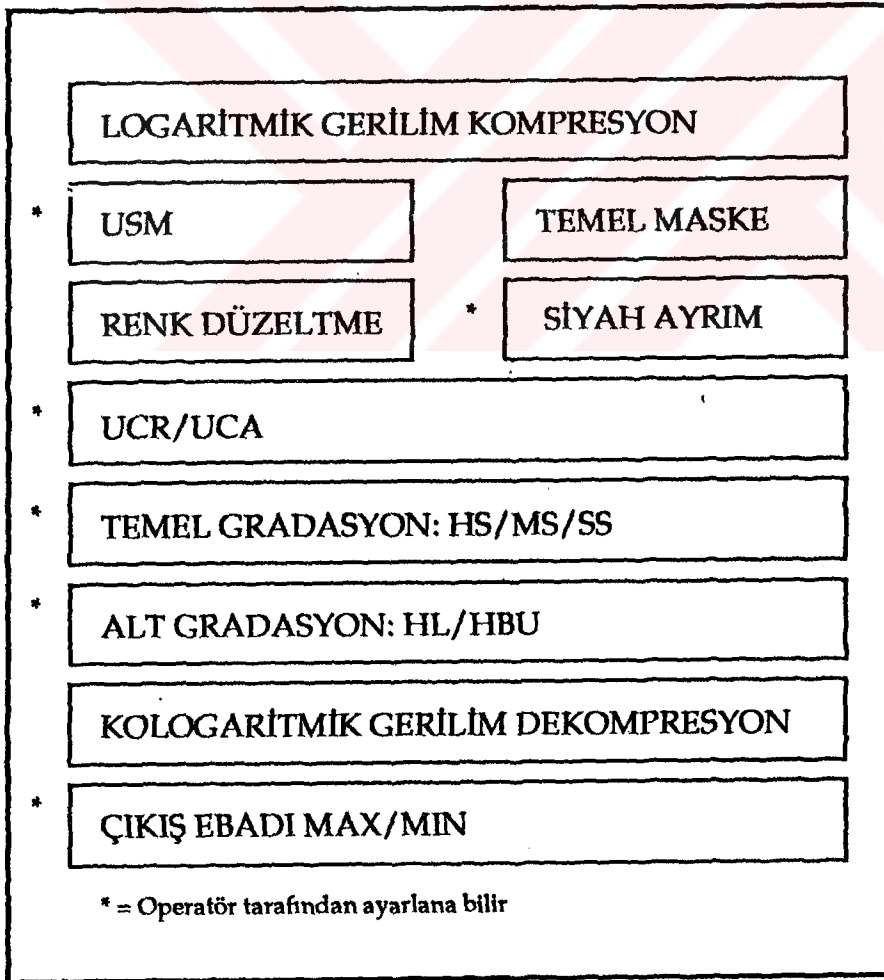 LOGARİTMİK GERİLİM KOMPRESYON
* USM TEMEL MASKE
RENK DÜZELTME * SİYAH AYRIM
* UCR/UCA
* TEMEL GRADASYON: HS/MS/SS
* ALT GRADASYON: HL/HBU
KOLOGARİTMİK GERİLİM DEKOMPRESYON
* ÇIKIŞ EBADI MAX/MIN
* = Operatör tarafından ayarlana bilir